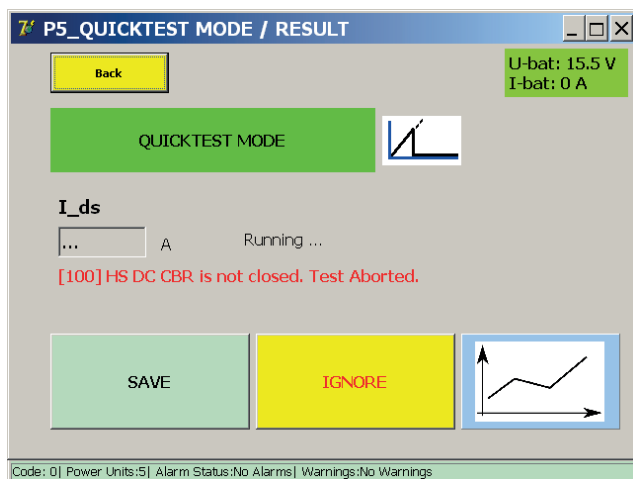 P5_QUICKTEST MODE / RESULT
Back
U-bat: 15.5 V
I-bat: 0 A
QUICKTEST MODE
I_ds
... A Running ...
[100] HS DC CBR is not closed. Test Aborted.
SAVE IGNORE
Code: 0| Power Units:5| Alarm Status:No Alarms| Warnings:No Warnings